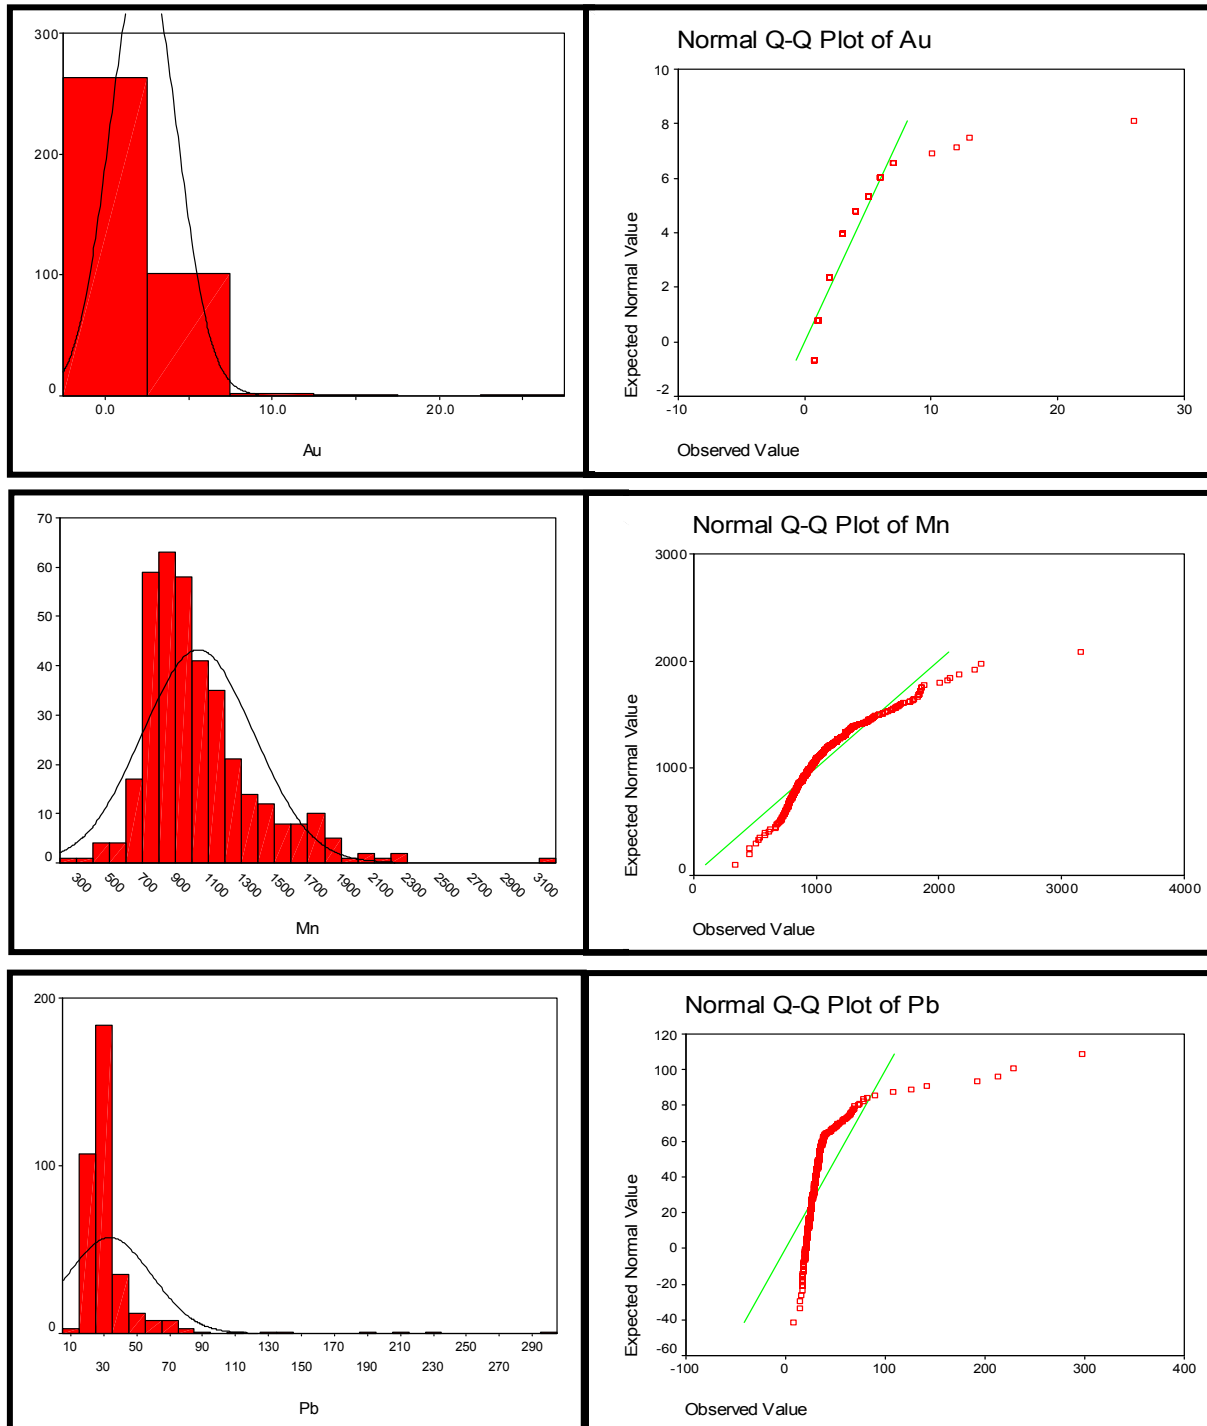 300
200
100
0
0.0 10.0 20.0
Au
Normal Q-Q Plot of Au
Expected Normal Value
10
8
6
4
2
0
-2
-10 0 10 20 30
Observed Value
70
60
50
40
30
20
10
0
300 500 700 900 1100 1300 1500 1700 1900 2100 2300 2500 2700 2900 3100
Mn
Normal Q-Q Plot of Mn
Expected Normal Value
3000
2000
1000
0
0 1000 2000 3000 4000
Observed Value
200
100
0
10 50 90 130 170 210 250 290
30 70 110 150 190 230 270
Pb
Normal Q-Q Plot of Pb
Expected Normal Value
120
100
80
60
40
20
0
-20
-40
-60
-100 0 100 200 300 400
Observed Value